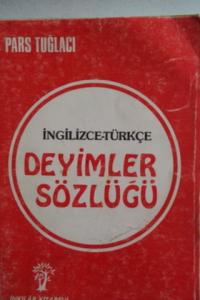 PARS TUĞLACI
İNGİLİZCE-TÜRKÇE
DEYİMLER
SÖZLÜĞÜ